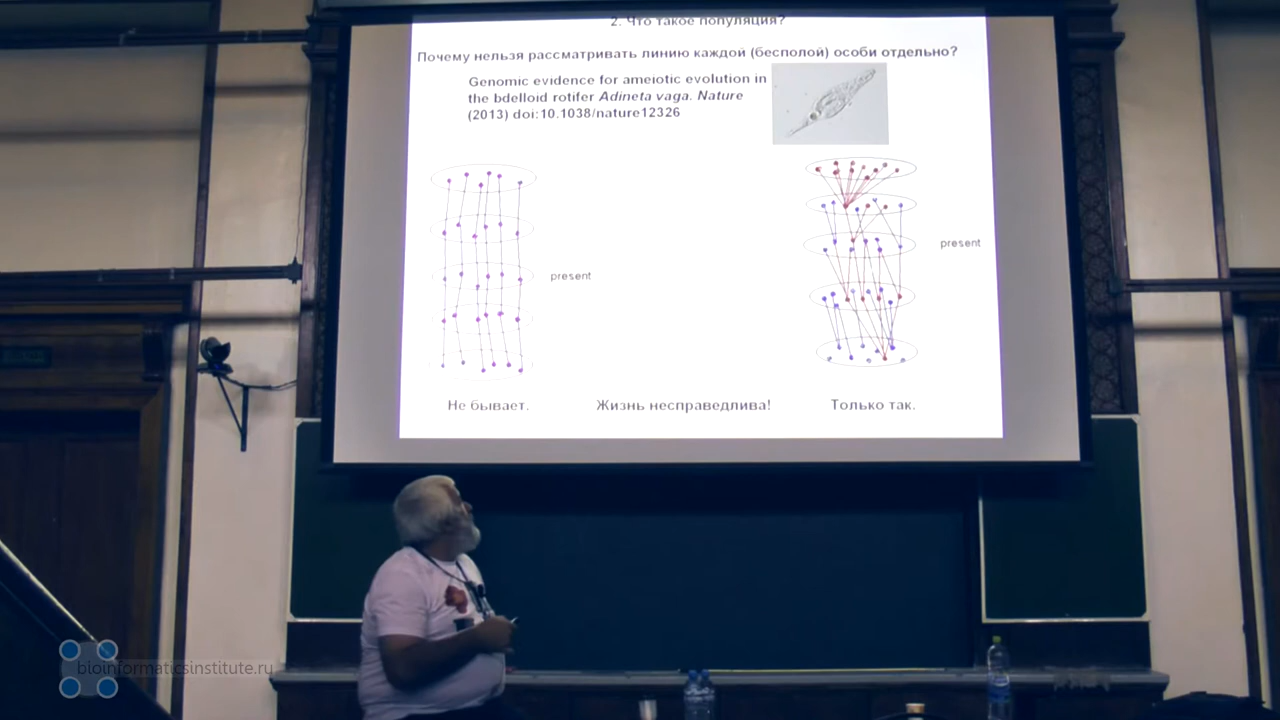 2. Что такое популяция?
Почему нельзя рассматривать линию каждой (бесполой) особи отдельно?
Genomic evidence for ameiotic evolution in
the bdelloid rotifer Adineta vaga. Nature
(2013) doi:10.1038/nature12326
present
present
Не бывает.
Жизнь несправедлива!
Только так.
bioinformaticsinstitute.ru